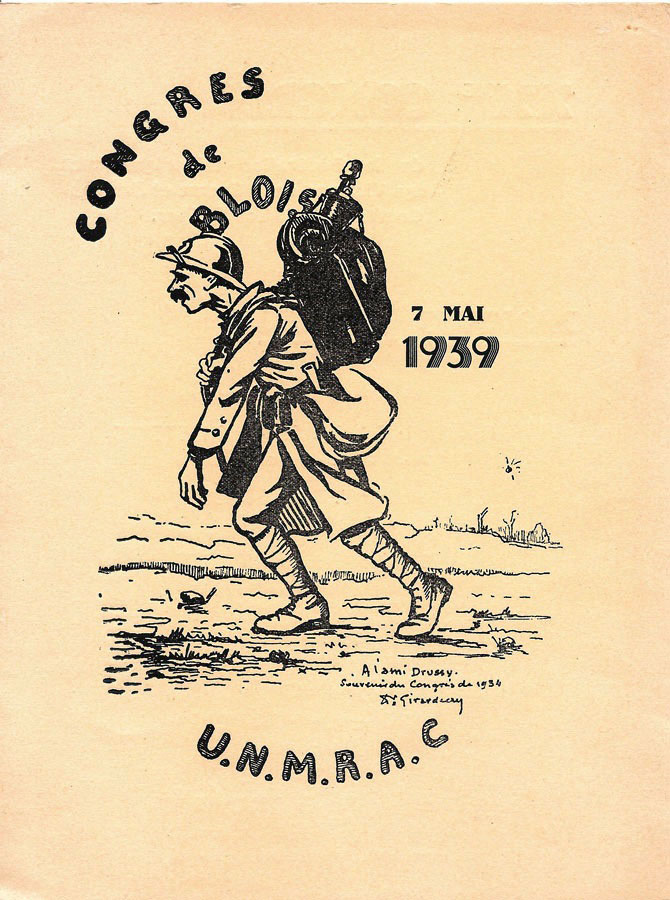 CONGRES
de
BLOIS
7 MAI
1939
A l'ami Drussy.
Souvenir du Congrès de 1934
U.N.M.R.A.C